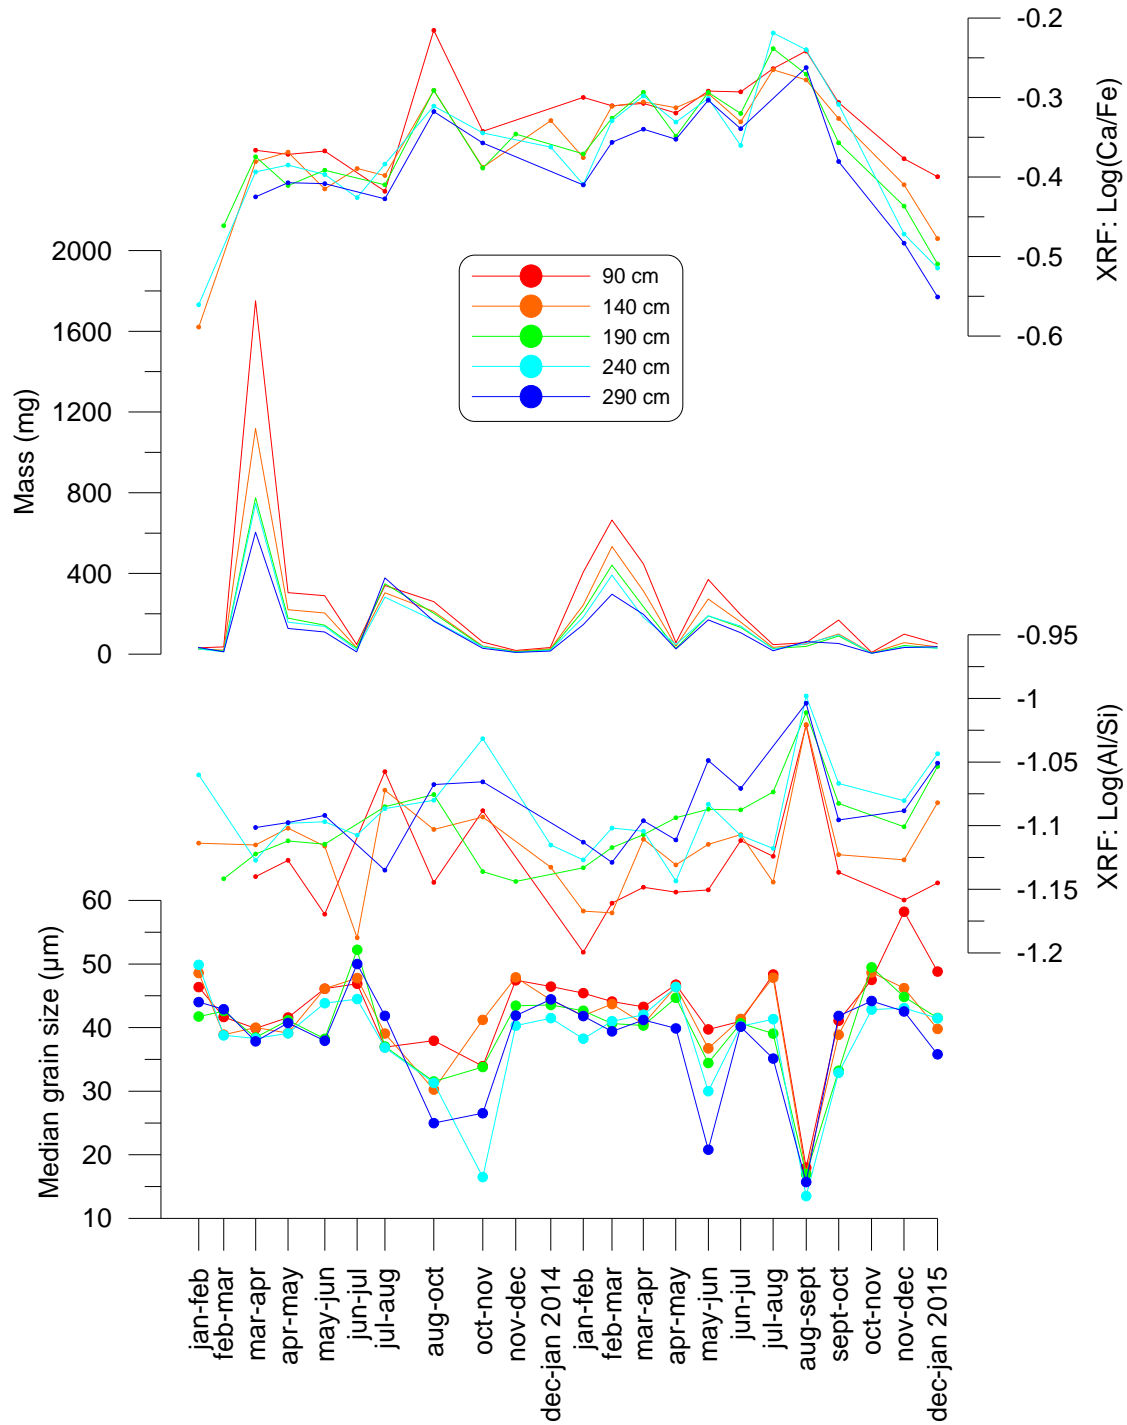 -0.2
-0.3
-0.4
-0.5
-0.6
XRF: Log(Ca/Fe)
2000
1600
1200
800
400
0
Mass (mg)
90 cm
140 cm
190 cm
240 cm
290 cm
-0.95
-1
-1.05
-1.1
-1.15
-1.2
XRF: Log(Al/Si)
60
50
40
30
20
10
Median grain size (μm)
jan-feb
feb-mar
mar-apr
apr-may
may-jun
jun-jul
jul-aug
aug-oct
oct-nov
nov-dec
dec-jan 2014
jan-feb
feb-mar
mar-apr
apr-may
may-jun
jun-jul
jul-aug
aug-sept
sept-oct
oct-nov
nov-dec
dec-jan 2015